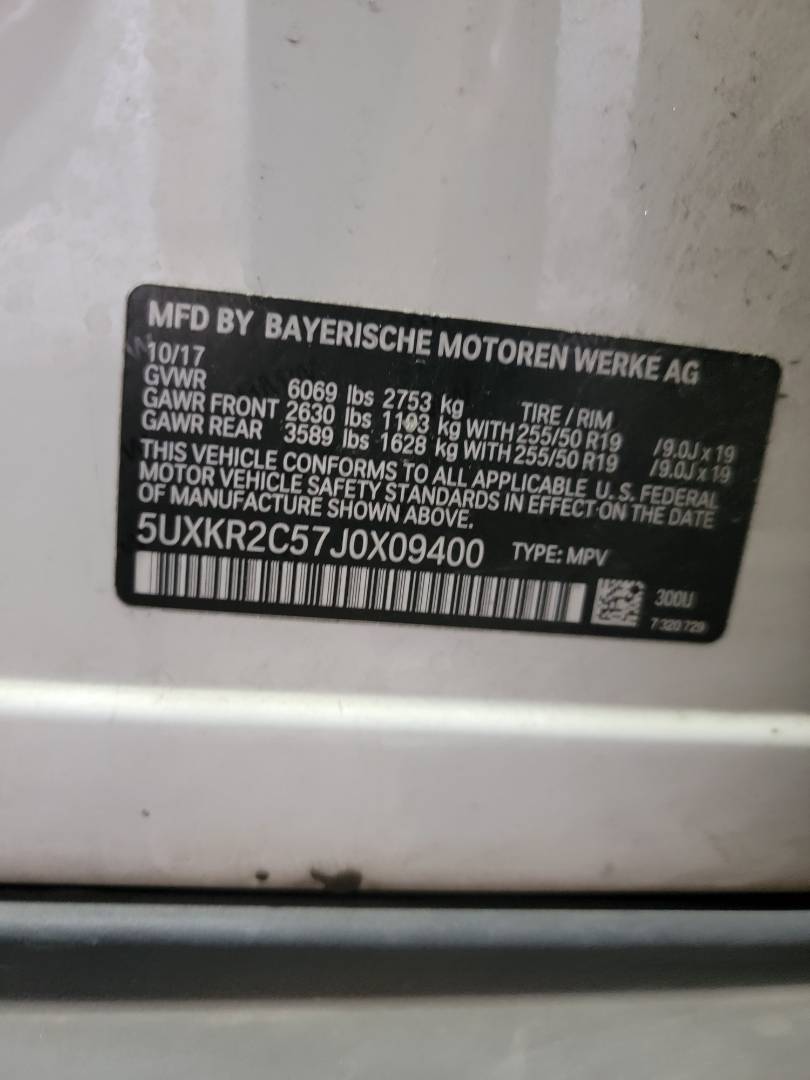 MFD BY BAYERISCHE MOTOREN WERKE AG
10/17
GVWR 6069 lbs 2753 kg TIRE / RIM
GAWR FRONT 2630 lbs 1193 kg WITH 255/50 R19 /9.0J x 19
GAWR REAR 3589 lbs 1628 kg WITH 255/50 R19 /9.0J x 19
THIS VEHICLE CONFORMS TO ALL APPLICABLE U. S. FEDERAL
MOTOR VEHICLE SAFETY STANDARDS IN EFFECT ON THE DATE
OF MANUFACTURE SHOWN ABOVE.
5UXKR2C57J0X09400 TYPE: MPV
300U
7 320 729